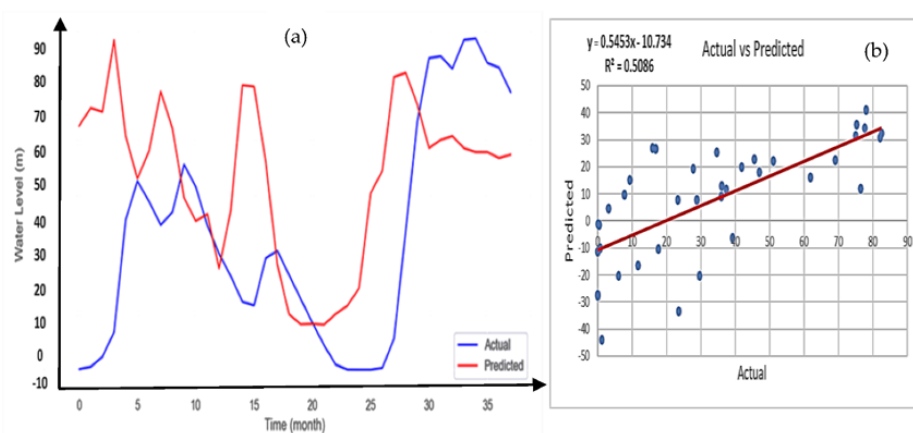 (a)
Water Level (m)
90
80
70
60
50
40
30
20
10
0
-10
0 5 10 15 20 25 30 35
Time (month)
Actual
Predicted
y = 0.5453x - 10.734
R² = 0.5086
Actual vs Predicted
(b)
Predicted
50
40
30
20
10
0
-10
-20
-30
-40
-50
0 10 20 30 40 50 60 70 80 90
Actual